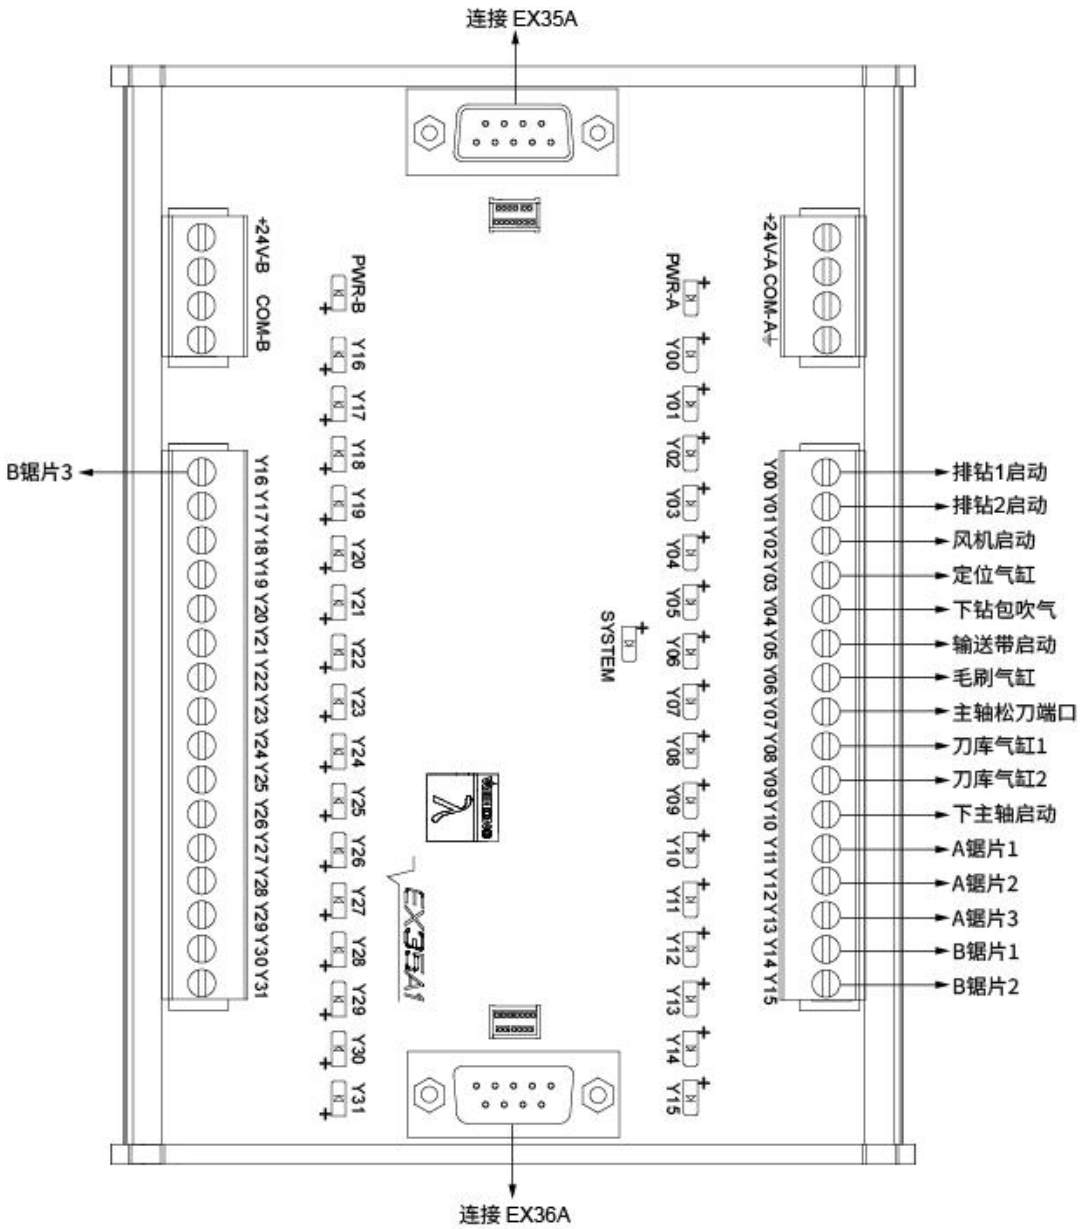 连接 EX35A
+24V-B COM-B
+24V-A COM-A
PWR-B
PWR-A
Y16
Y17
Y18
Y19
Y20
Y21
Y22
Y23
Y24
Y25
Y26
Y27
Y28
Y29
Y30
Y31
Y00
Y01
Y02
Y03
Y04
Y05
Y06
Y07
Y08
Y09
Y10
Y11
Y12
Y13
Y14
Y15
SYSTEM
B锯片3
Y16 Y17 Y18 Y19 Y20 Y21 Y22 Y23 Y24 Y25 Y26 Y27 Y28 Y29 Y30 Y31
Y00 Y01 Y02 Y03 Y04 Y05 Y06 Y07 Y08 Y09 Y10 Y11 Y12 Y13 Y14 Y15
排钻1启动
排钻2启动
风机启动
定位气缸
下钻包吹气
输送带启动
毛刷气缸
主轴松刀端口
刀库气缸1
刀库气缸2
下主轴启动
A锯片1
A锯片2
A锯片3
B锯片1
B锯片2
EX35A1
连接 EX36A